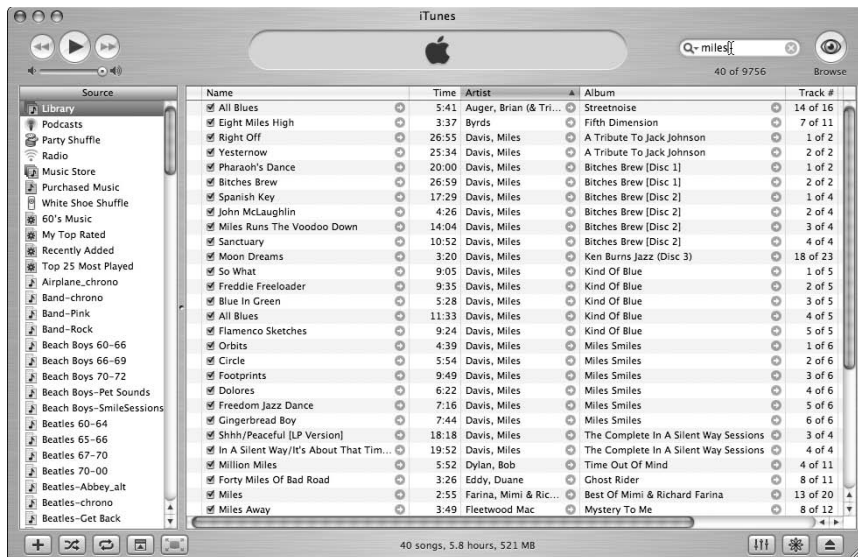 iTunes
miles
40 of 9756
Browse
Source
Name Time Artist Album Track #
Library
Podcasts
Party Shuffle
Radio
Music Store
Purchased Music
White Shoe Shuffle
60's Music
My Top Rated
Recently Added
Top 25 Most Played
Airplane_chrono
Band-chrono
Band-Pink
Band-Rock
Beach Boys 60-66
Beach Boys 66-69
Beach Boys 70-72
Beach Boys-Pet Sounds
Beach Boys-SmileSessions
Beatles 60-64
Beatles 65-66
Beatles 67-70
Beatles 70-00
Beatles-Abbey_alt
Beatles-chrono
Beatles-Get Back
All Blues 5:41 Auger, Brian (& Tri... Streetnoise 14 of 16
Eight Miles High 3:37 Byrds Fifth Dimension 7 of 11
Right Off 26:55 Davis, Miles A Tribute To Jack Johnson 1 of 2
Yesternow 25:34 Davis, Miles A Tribute To Jack Johnson 2 of 2
Pharaoh's Dance 20:00 Davis, Miles Bitches Brew [Disc 1] 1 of 2
Bitches Brew 26:59 Davis, Miles Bitches Brew [Disc 1] 2 of 2
Spanish Key 17:29 Davis, Miles Bitches Brew [Disc 2] 1 of 4
John McLaughlin 4:26 Davis, Miles Bitches Brew [Disc 2] 2 of 4
Miles Runs The Voodoo Down 14:04 Davis, Miles Bitches Brew [Disc 2] 3 of 4
Sanctuary 10:52 Davis, Miles Bitches Brew [Disc 2] 4 of 4
Moon Dreams 3:20 Davis, Miles Ken Burns Jazz (Disc 3) 18 of 23
So What 9:05 Davis, Miles Kind Of Blue 1 of 5
Freddie Freeloader 9:35 Davis, Miles Kind Of Blue 2 of 5
Blue In Green 5:28 Davis, Miles Kind Of Blue 3 of 5
All Blues 11:33 Davis, Miles Kind Of Blue 4 of 5
Flamenco Sketches 9:24 Davis, Miles Kind Of Blue 5 of 5
Orbits 4:39 Davis, Miles Miles Smiles 1 of 6
Circle 5:54 Davis, Miles Miles Smiles 2 of 6
Footprints 9:49 Davis, Miles Miles Smiles 3 of 6
Dolores 6:22 Davis, Miles Miles Smiles 4 of 6
Freedom Jazz Dance 7:16 Davis, Miles Miles Smiles 5 of 6
Gingerbread Boy 7:44 Davis, Miles Miles Smiles 6 of 6
Shhh/Peaceful [LP Version] 18:18 Davis, Miles The Complete In A Silent Way Sessions 3 of 4
In A Silent Way/It's About That Tim... 19:52 Davis, Miles The Complete In A Silent Way Sessions 4 of 4
Million Miles 5:52 Dylan, Bob Time Out Of Mind 4 of 11
Forty Miles Of Bad Road 3:26 Eddy, Duane Ghost Rider 8 of 11
Miles 2:55 Farina, Mimi & Ric... Best Of Mimi & Richard Farina 13 of 20
Miles Away 3:49 Fleetwood Mac Mystery To Me 8 of 12
40 songs, 5.8 hours, 521 MB